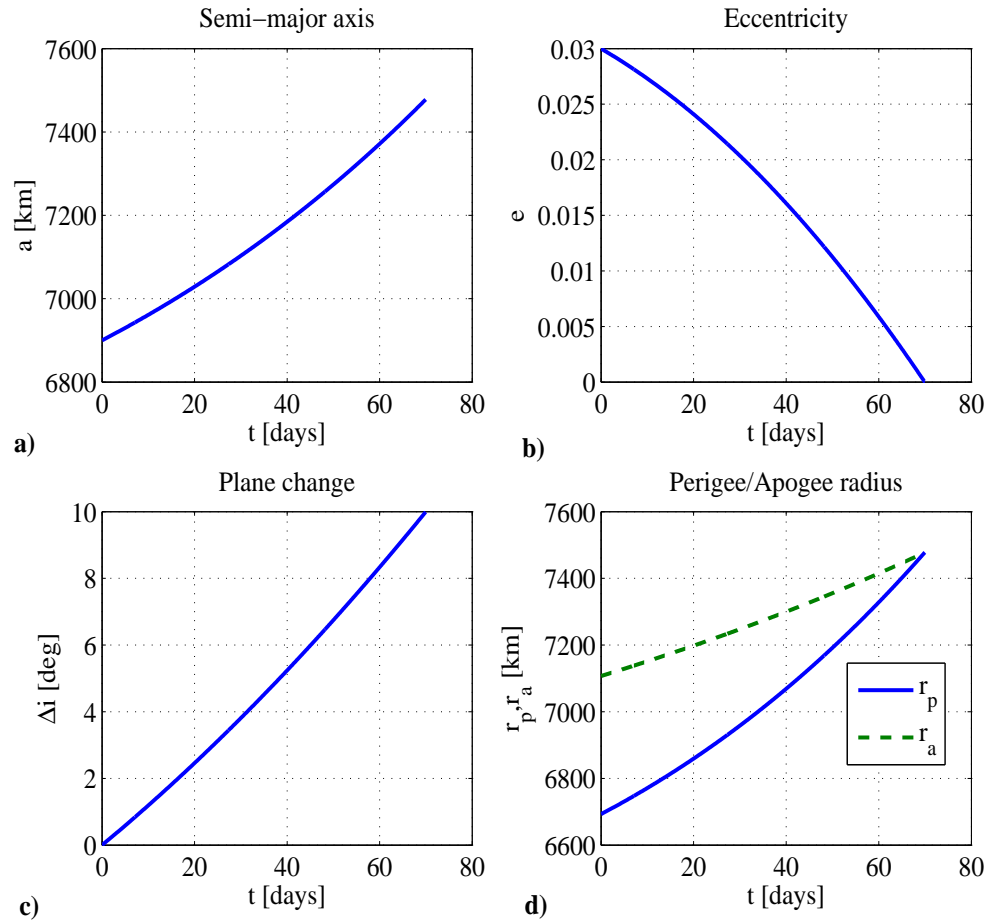 Semi−major axis
7600
7400
7200
7000
6800
a [km]
0 20 40 60 80
t [days]
a)
Eccentricity
0.03
0.025
0.02
0.015
0.01
0.005
0
e
0 20 40 60 80
t [days]
b)
Plane change
10
8
6
4
2
0
Δi [deg]
0 20 40 60 80
t [days]
c)
Perigee/Apogee radius
7600
7400
7200
7000
6800
6600
r_p,r_a [km]
r_p
r_a
0 20 40 60 80
t [days]
d)